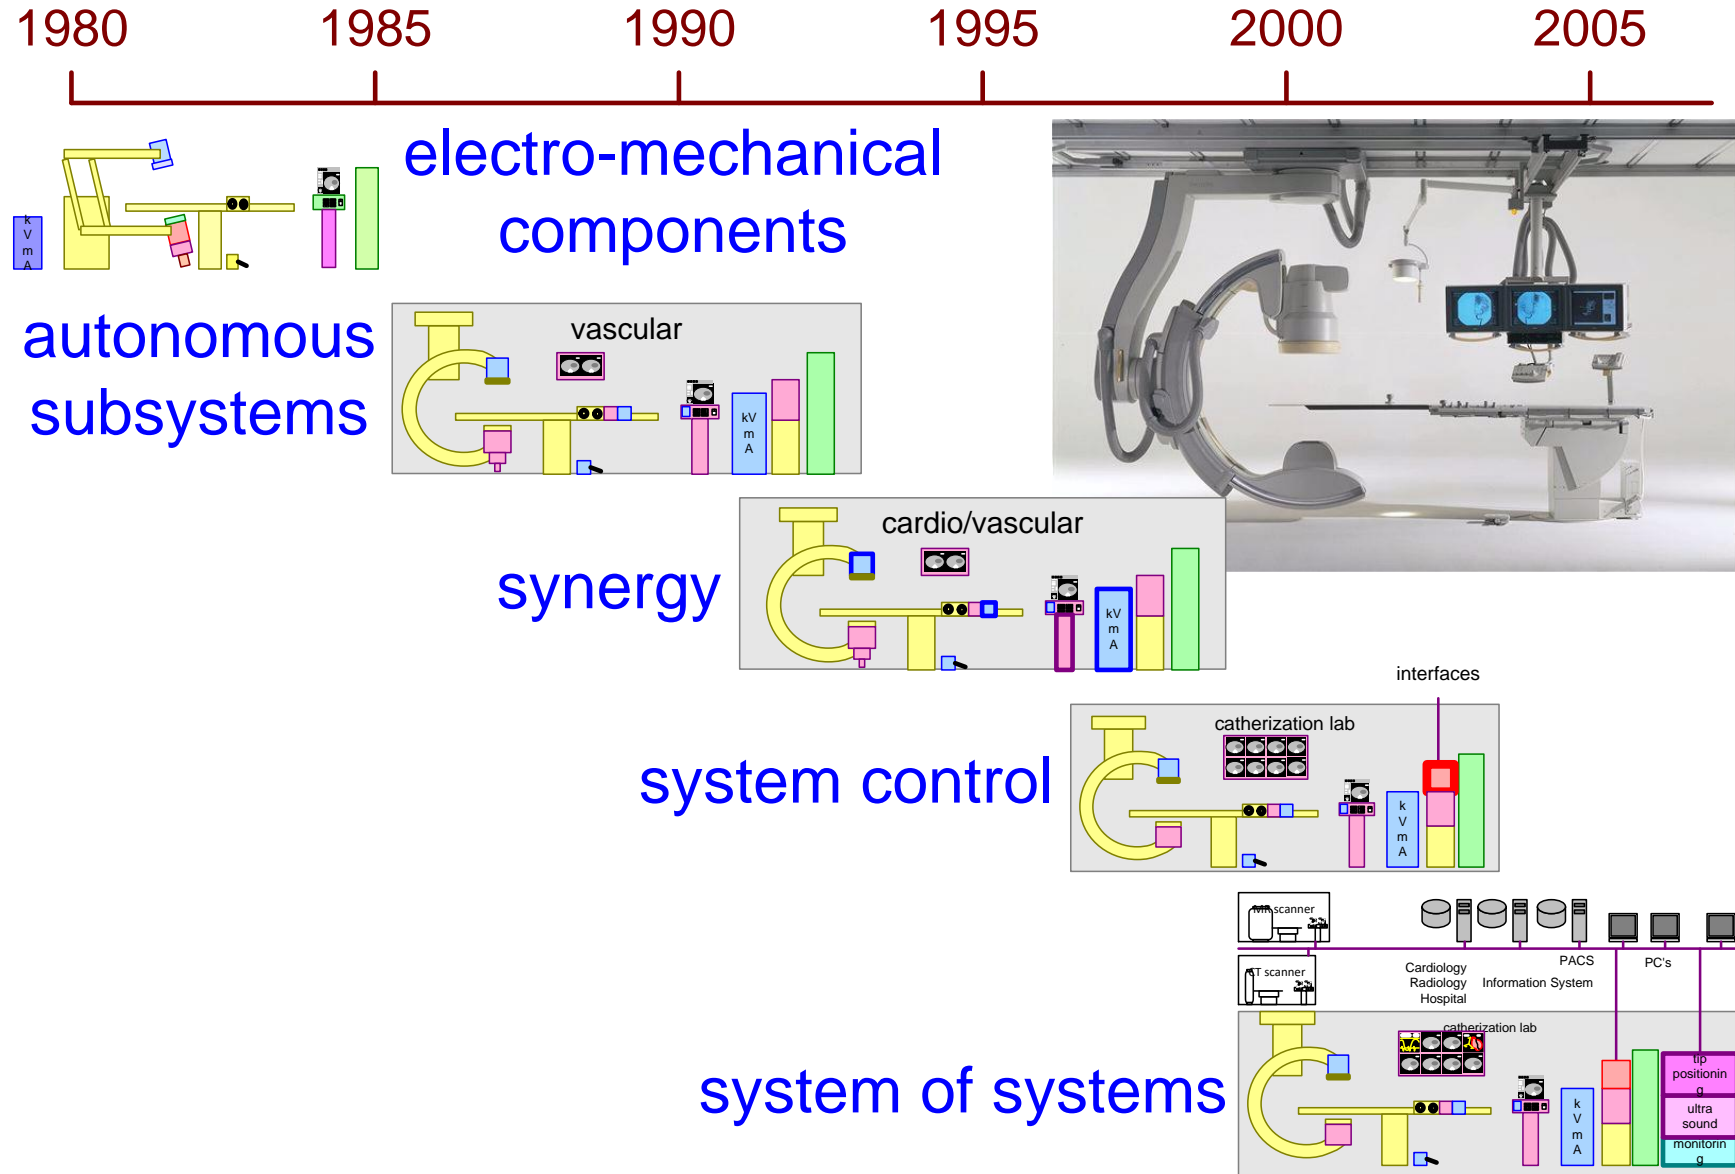 1980 1985 1990 1995 2000 2005
electro-mechanical
components
k
V
m
A
autonomous
subsystems
vascular
kV
m
A
synergy
cardio/vascular
kV
m
A
interfaces
system control
catherization lab
k
V
m
A
MR scanner
CT scanner
Cardiology
Radiology
Hospital
Information System
PACS
PC's
system of systems
catherization lab
k
V
m
A
tip
positionin
g
ultra
sound
monitorin
g